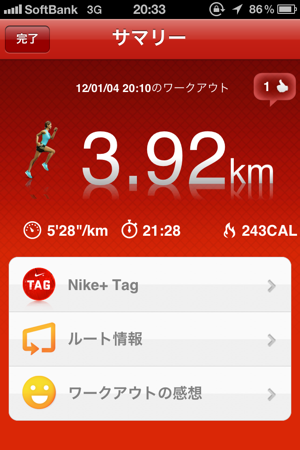 SoftBank 3G 20:33 86%
完了 サマリー
12/01/04 20:10のワークアウト 1
3.92km
5'28"/km 21:28 243CAL
TAG Nike+ Tag
ルート情報
ワークアウトの感想